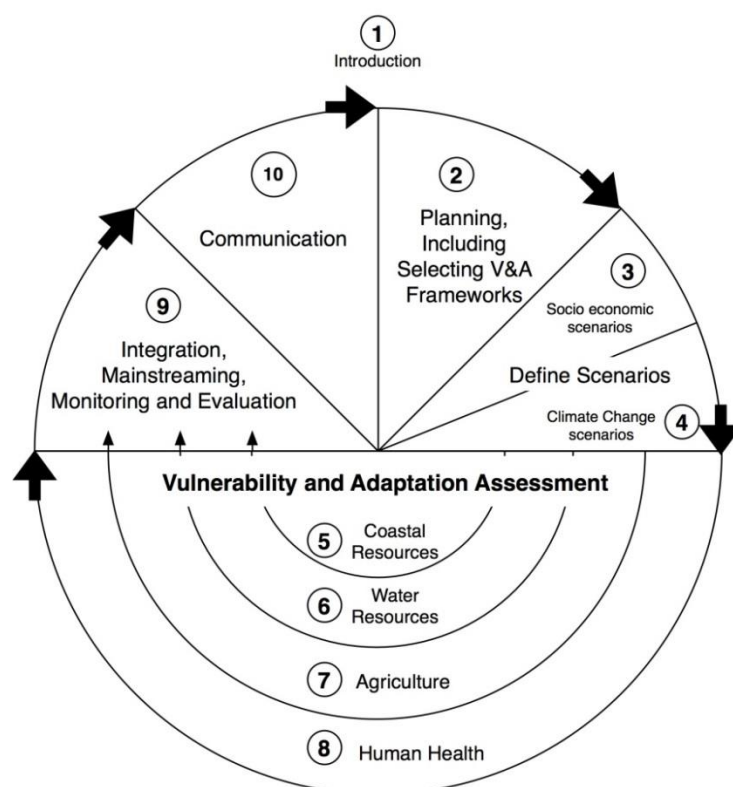 1
Introduction
2
Planning,
Including
Selecting V&A
Frameworks
3
Socio economic
scenarios
Define Scenarios
4
Climate Change
scenarios
Vulnerability and Adaptation Assessment
5
Coastal
Resources
6
Water
Resources
7
Agriculture
8
Human Health
9
Integration,
Mainstreaming,
Monitoring and Evaluation
10
Communication